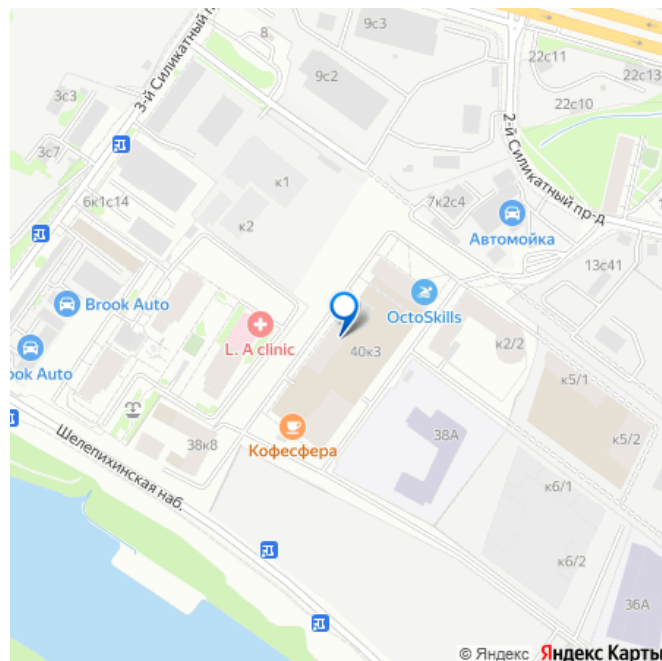 8
9с3
9с2
22с11
22с13
22с10
3с3
3-й Силикатный п
3с7
2-й Силикатный пр-д
к1
6к1с14
7к2с4
к2
Автомойка
13с41
Brook Auto
OctoSkills
L. A clinic
40к3
к2/2
ook Auto
к5/1
38к8
Кофесфера
38А
к5/2
Шелепихинская наб.
к6/1
к6/2
36А
© Яндекс Яндекс Карты